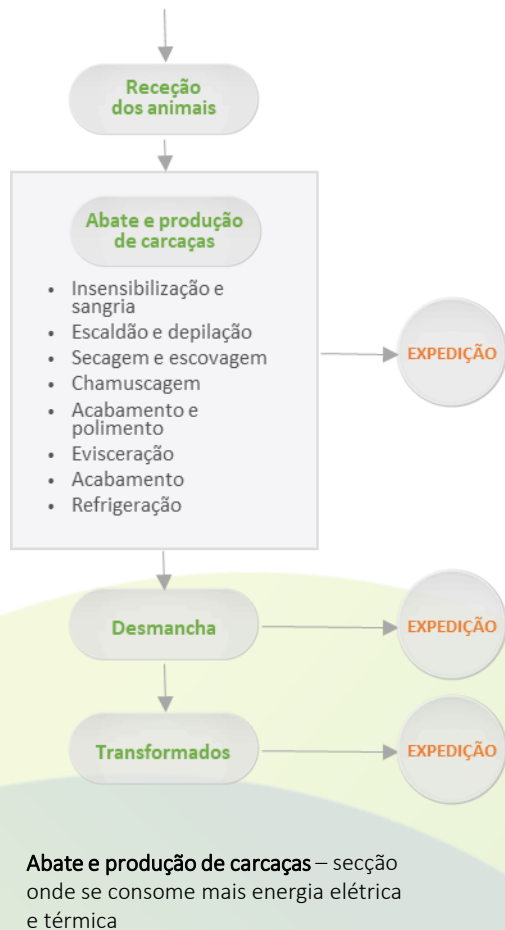 Receção
dos animais
Abate e produção
de carcaças
• Insensibilização e
sangria
• Escaldão e depilação
• Secagem e escovagem
• Chamuscagem
• Acabamento e
polimento
• Evisceração
• Acabamento
• Refrigeração
EXPEDIÇÃO
Desmancha
EXPEDIÇÃO
Transformados
EXPEDIÇÃO
Abate e produção de carcaças – secção
onde se consome mais energia elétrica
e térmica